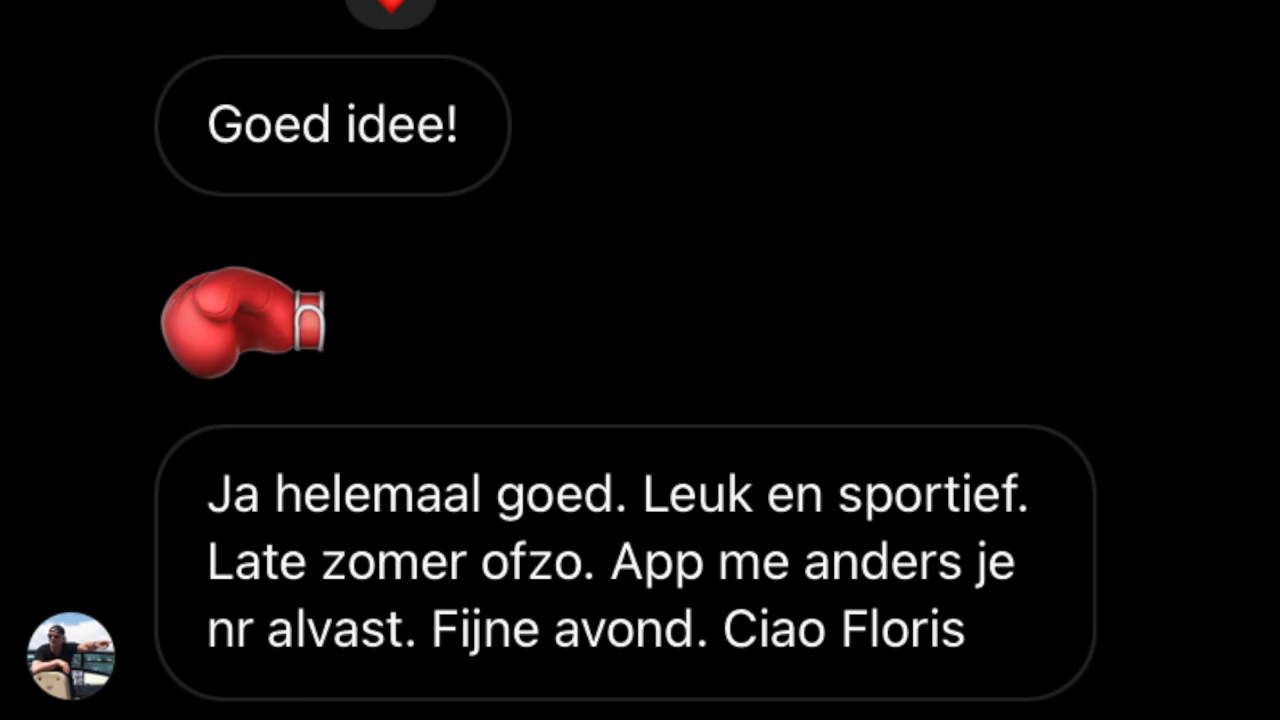 Goed idee!
Ja helemaal goed. Leuk en sportief.
Late zomer ofzo. App me anders je
nr alvast. Fijne avond. Ciao Floris